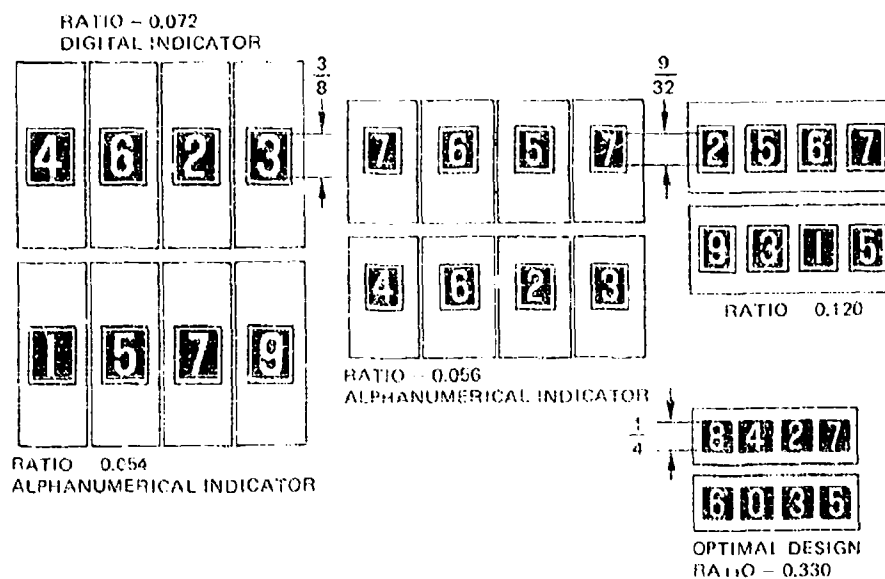 RATIO - 0.072
DIGITAL INDICATOR
3/8
4 6 2 3
1 5 7 9
RATIO 0.054
ALPHANUMERICAL INDICATOR
9/32
7 6 5 7
4 6 2 3
RATIO - 0.056
ALPHANUMERICAL INDICATOR
2 5 6 7
9 3 1 5
RATIO 0.120
1/4
8 4 2 7
6 0 3 5
OPTIMAL DESIGN
RATIO - 0.330